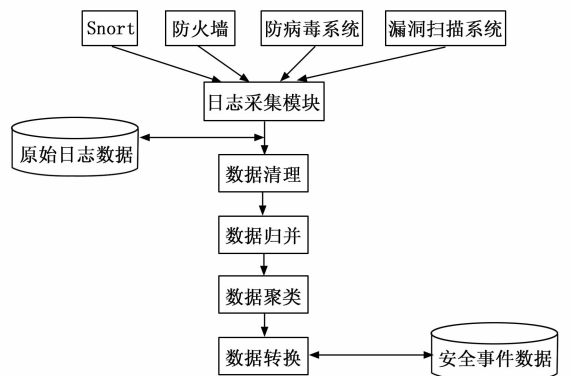 Snort
防火墙
防病毒系统
漏洞扫描系统
日志采集模块
原始日志数据
数据清理
数据归并
数据聚类
数据转换
安全事件数据